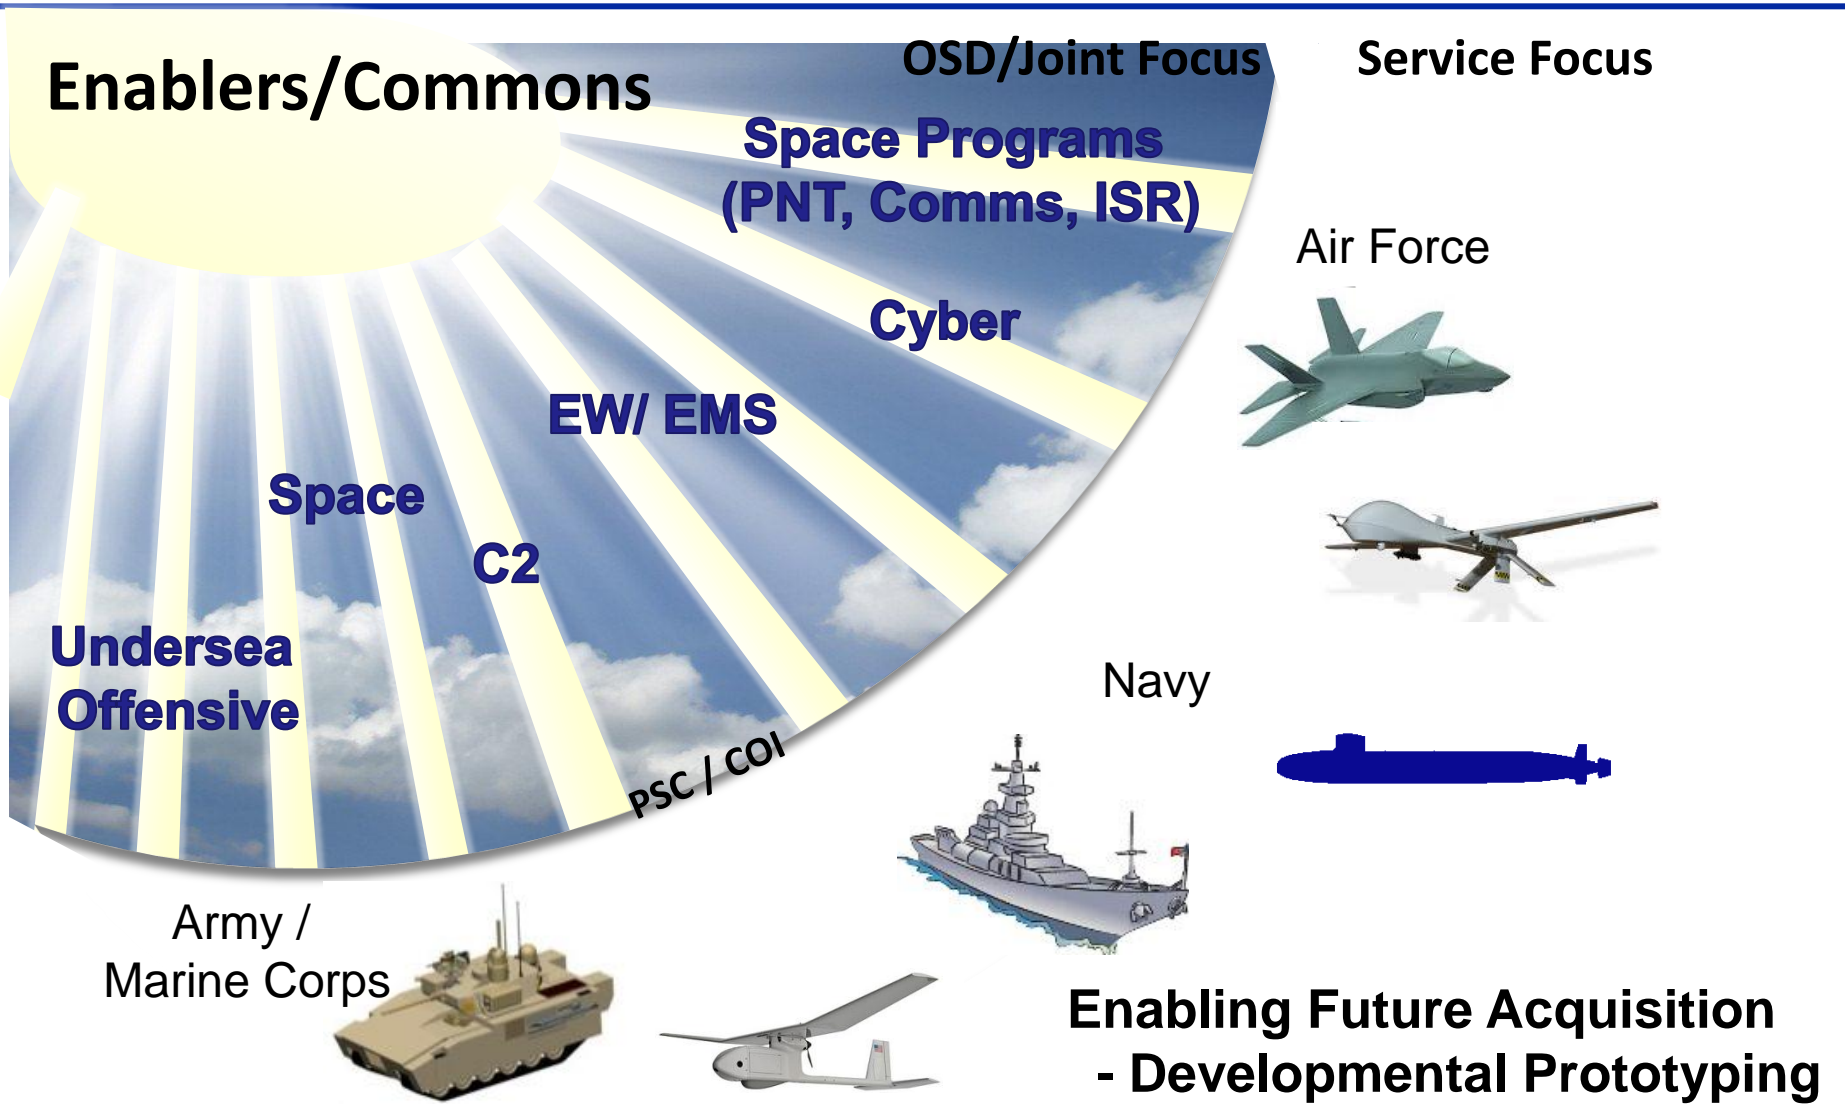 Enablers/Commons
OSD/Joint Focus
Service Focus
Space Programs
(PNT, Comms, ISR)
Air Force
Cyber
EW/ EMS
Space
C2
Undersea
Offensive
Navy
PSC / COI
Army /
Marine Corps
Enabling Future Acquisition
- Developmental Prototyping